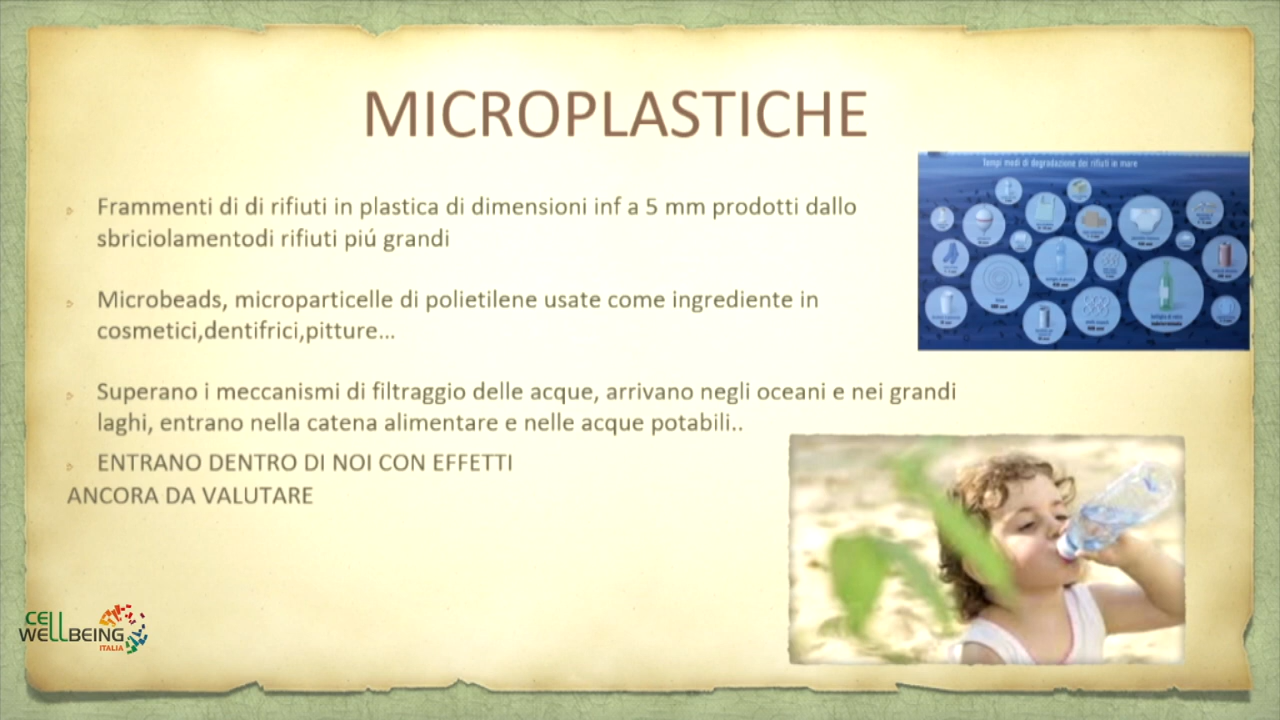 MICROPLASTICHE
Tempi medi di degradazione dei rifiuti in mare
Frammenti di di rifiuti in plastica di dimensioni inf a 5 mm prodotti dallo
sbriciolamentodi rifiuti piú grandi
Microbeads, microparticelle di polietilene usate come ingrediente in
cosmetici,dentifrici,pitture...
Superano i meccanismi di filtraggio delle acque, arrivano negli oceani e nei grandi
laghi, entrano nella catena alimentare e nelle acque potabili..
ENTRANO DENTRO DI NOI CON EFFETTI
ANCORA DA VALUTARE
CELL
WELLBEING
ITALIA